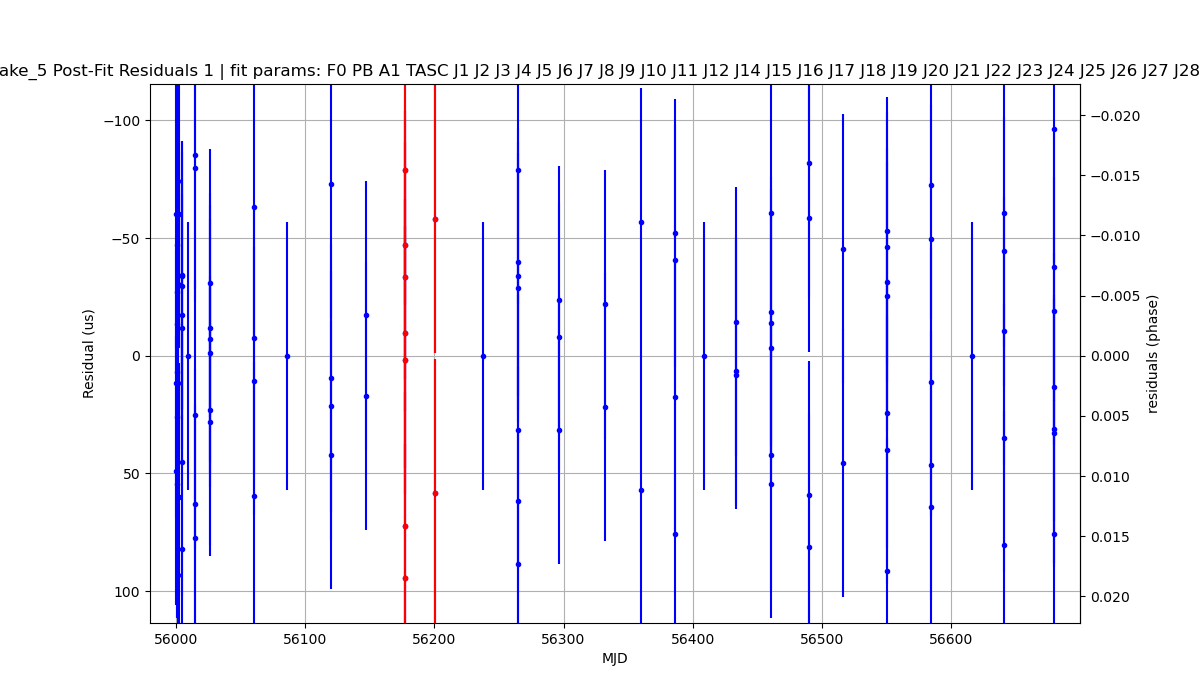 ake_5 Post-Fit Residuals 1 | fit params: F0 PB A1 TASC J1 J2 J3 J4 J5 J6 J7 J8 J9 J10 J11 J12 J14 J15 J16 J17 J18 J19 J20 J21 J22 J23 J24 J25 J26 J27 J28
−100
−50
0
50
100
Residual (us)
−0.020
−0.015
−0.010
−0.005
0.000
0.005
0.010
0.015
0.020
residuals (phase)
56000 56100 56200 56300 56400 56500 56600
MJD